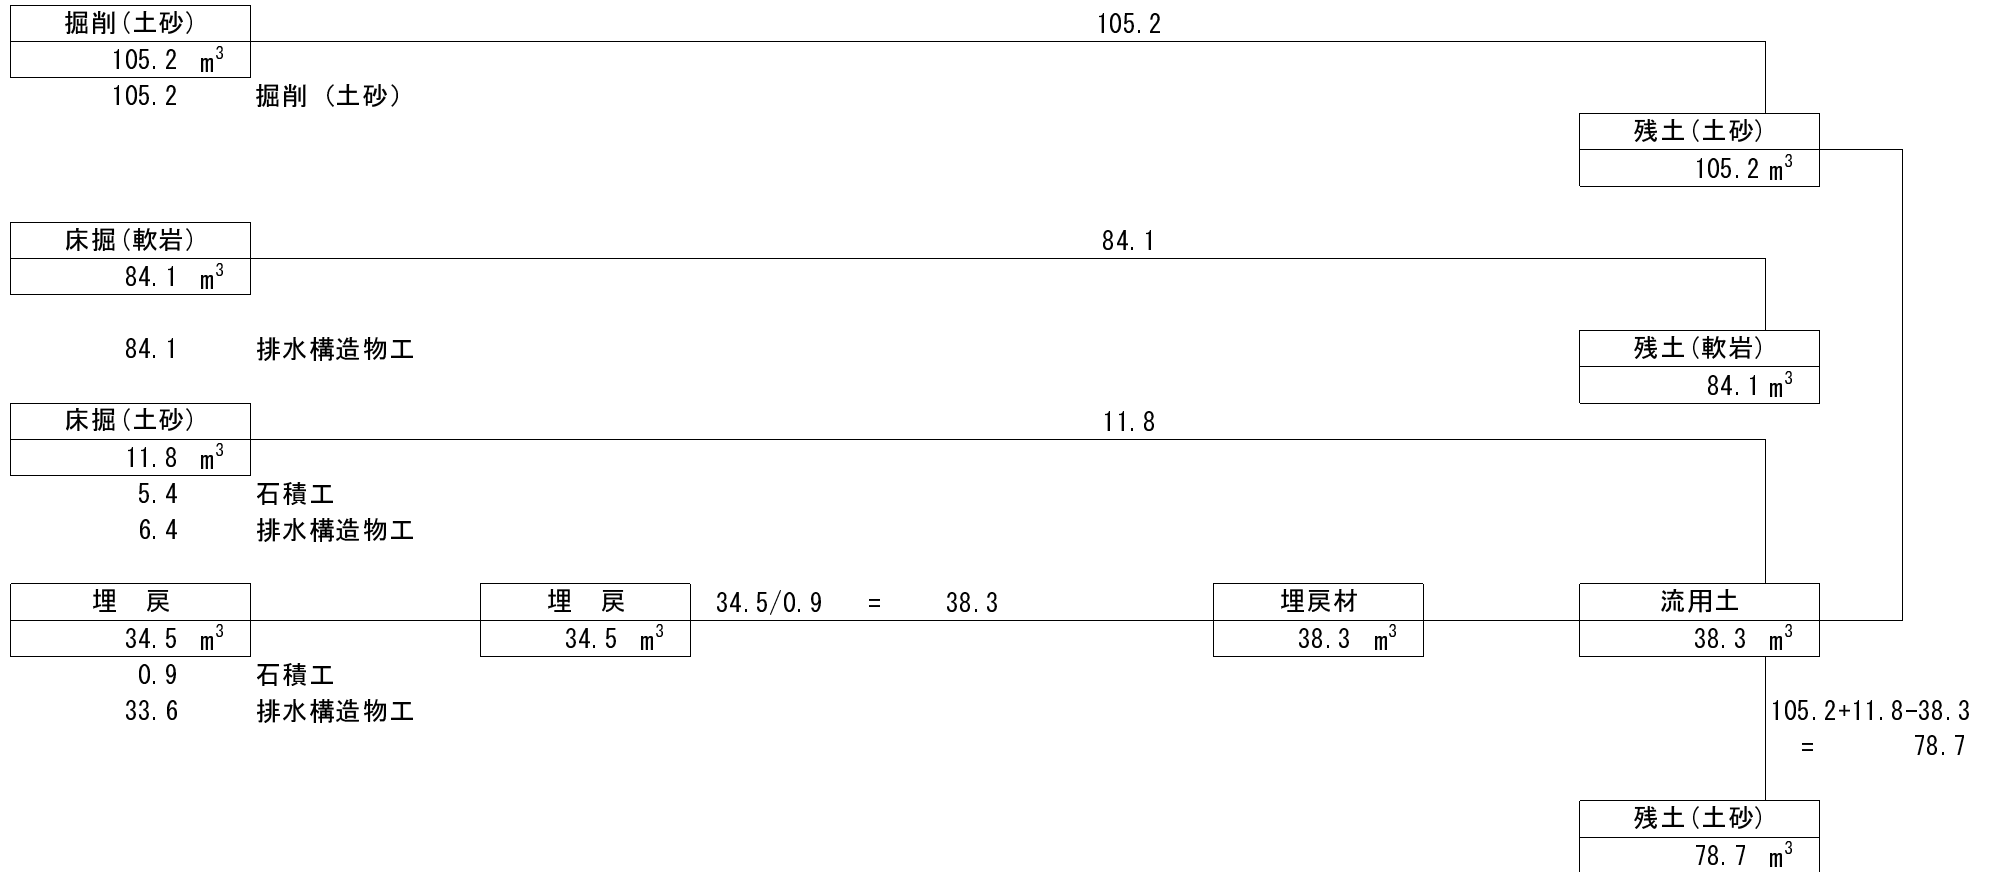 掘削(土砂) 105.2
105.2 m³
105.2 掘削 (土砂)
残土(土砂)
105.2 m³
床掘(軟岩) 84.1
84.1 m³
84.1 排水構造物工 残土(軟岩)
84.1 m³
床掘(土砂) 11.8
11.8 m³
5.4 石積工
6.4 排水構造物工
埋 戻 埋 戻 34.5/0.9 = 38.3 埋戻材 流用土
34.5 m³ 34.5 m³ 38.3 m³ 38.3 m³
0.9 石積工
33.6 排水構造物工 105.2+11.8-38.3
= 78.7
残土(土砂)
78.7 m³